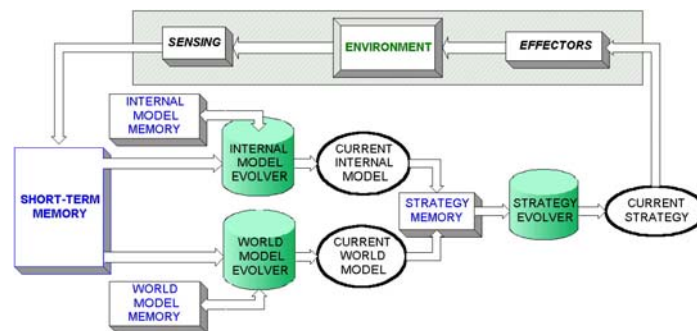 SENSING
ENVIRONMENT
EFFECTORS
INTERNAL
MODEL
MEMORY
INTERNAL
MODEL
EVOLVER
CURRENT
INTERNAL
MODEL
SHORT-TERM
MEMORY
STRATEGY
MEMORY
STRATEGY
EVOLVER
CURRENT
STRATEGY
WORLD
MODEL
EVOLVER
CURRENT
WORLD
MODEL
WORLD MODEL
MEMORY